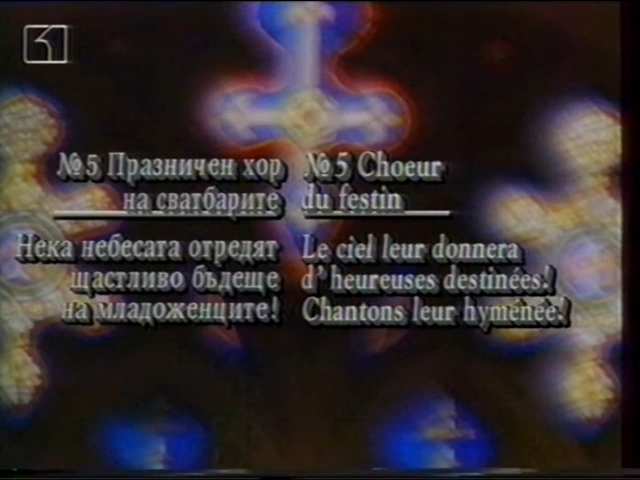 №5 Празничен хор
на сватбарите
Нека небесата отредят
щастливо бъдеще
на младоженците!
№5 Choeur
du festin
Le ciel leur donnera
d' heureuses destinées!
Chantons leur hyménée!